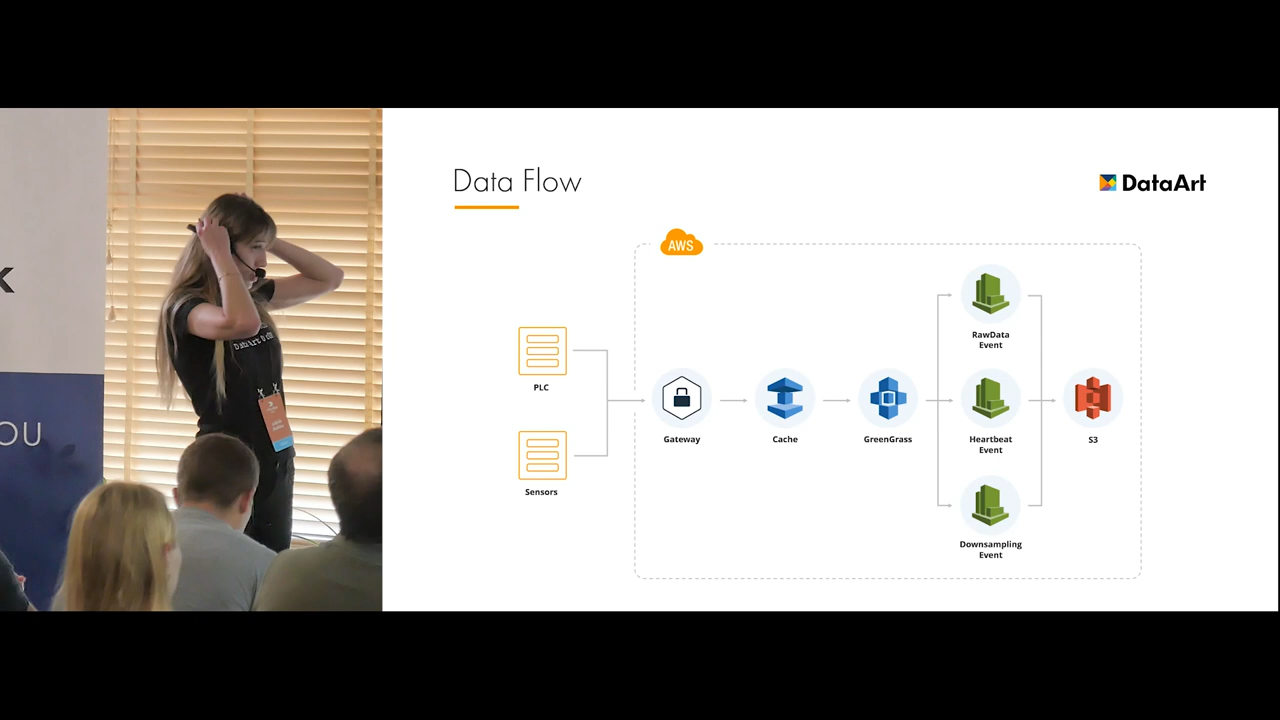 OU
Data Flow
DataArt
AWS
PLC
Sensors
Gateway
Cache
GreenGrass
RawData
Event
Heartbeat
Event
Downsampling
Event
S3